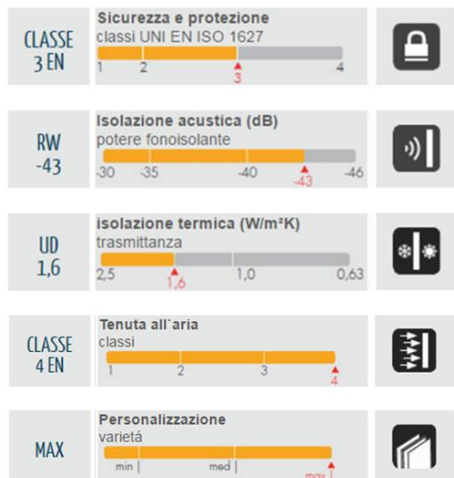 CLASSE
3 EN
Sicurezza e protezione
classi UNI EN ISO 1627
1 2 3 4
RW
-43
Isolazione acustica (dB)
potere fonoisolante
-30 -35 -40 -43 -46
UD
1,6
isolazione termica (W/m²K)
trasmittanza
2,5 1,6 1,0 0,63
CLASSE
4 EN
Tenuta all`aria
classi
1 2 3 4
MAX
Personalizzazione
varietá
min med max